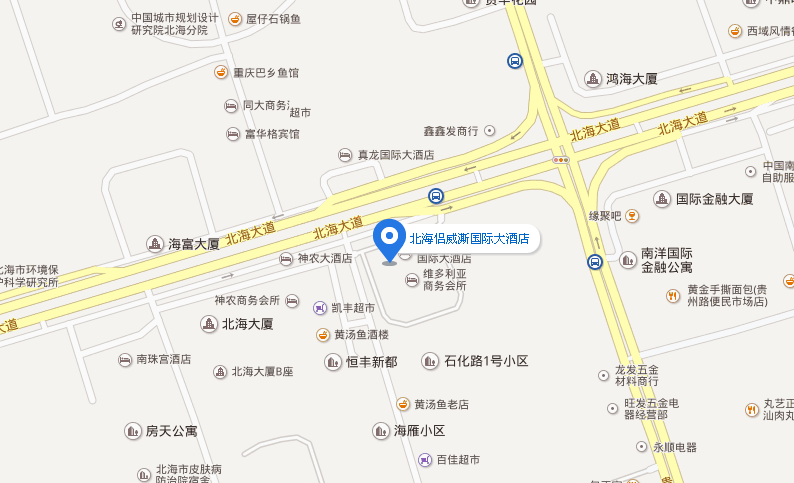 中国城市规划设计
研究院北海分院
屋仔石锅鱼
西域风情
重庆巴乡鱼馆
鸿海大厦
同大商务
超市
富华格宾馆
鑫鑫发商行
北海大道
北海大道
真龙国际大酒店
中国南
自助服
国际金融大厦
缘聚吧
北海大道
北海大道
海富大厦
北海侣威澌国际大酒店
神农大酒店
国际大酒店
南洋国际
金融公寓
北海市环境保
护科学研究所
维多利亚
商务会所
神农商务会所
凯丰超市
黄金手撕面包(贵
州路便民市场店)
大道
北海大厦
黄汤鱼酒楼
南珠宫酒店
恒丰新都
石化路1号小区
北海大厦B座
龙发五金
材料商行
黄汤鱼老店
旺发五金电
器经营部
丸艺正
汕肉丸
房天公寓
海雁小区
永顺电器
百佳超市
北海市皮肤病
防治院宿舍